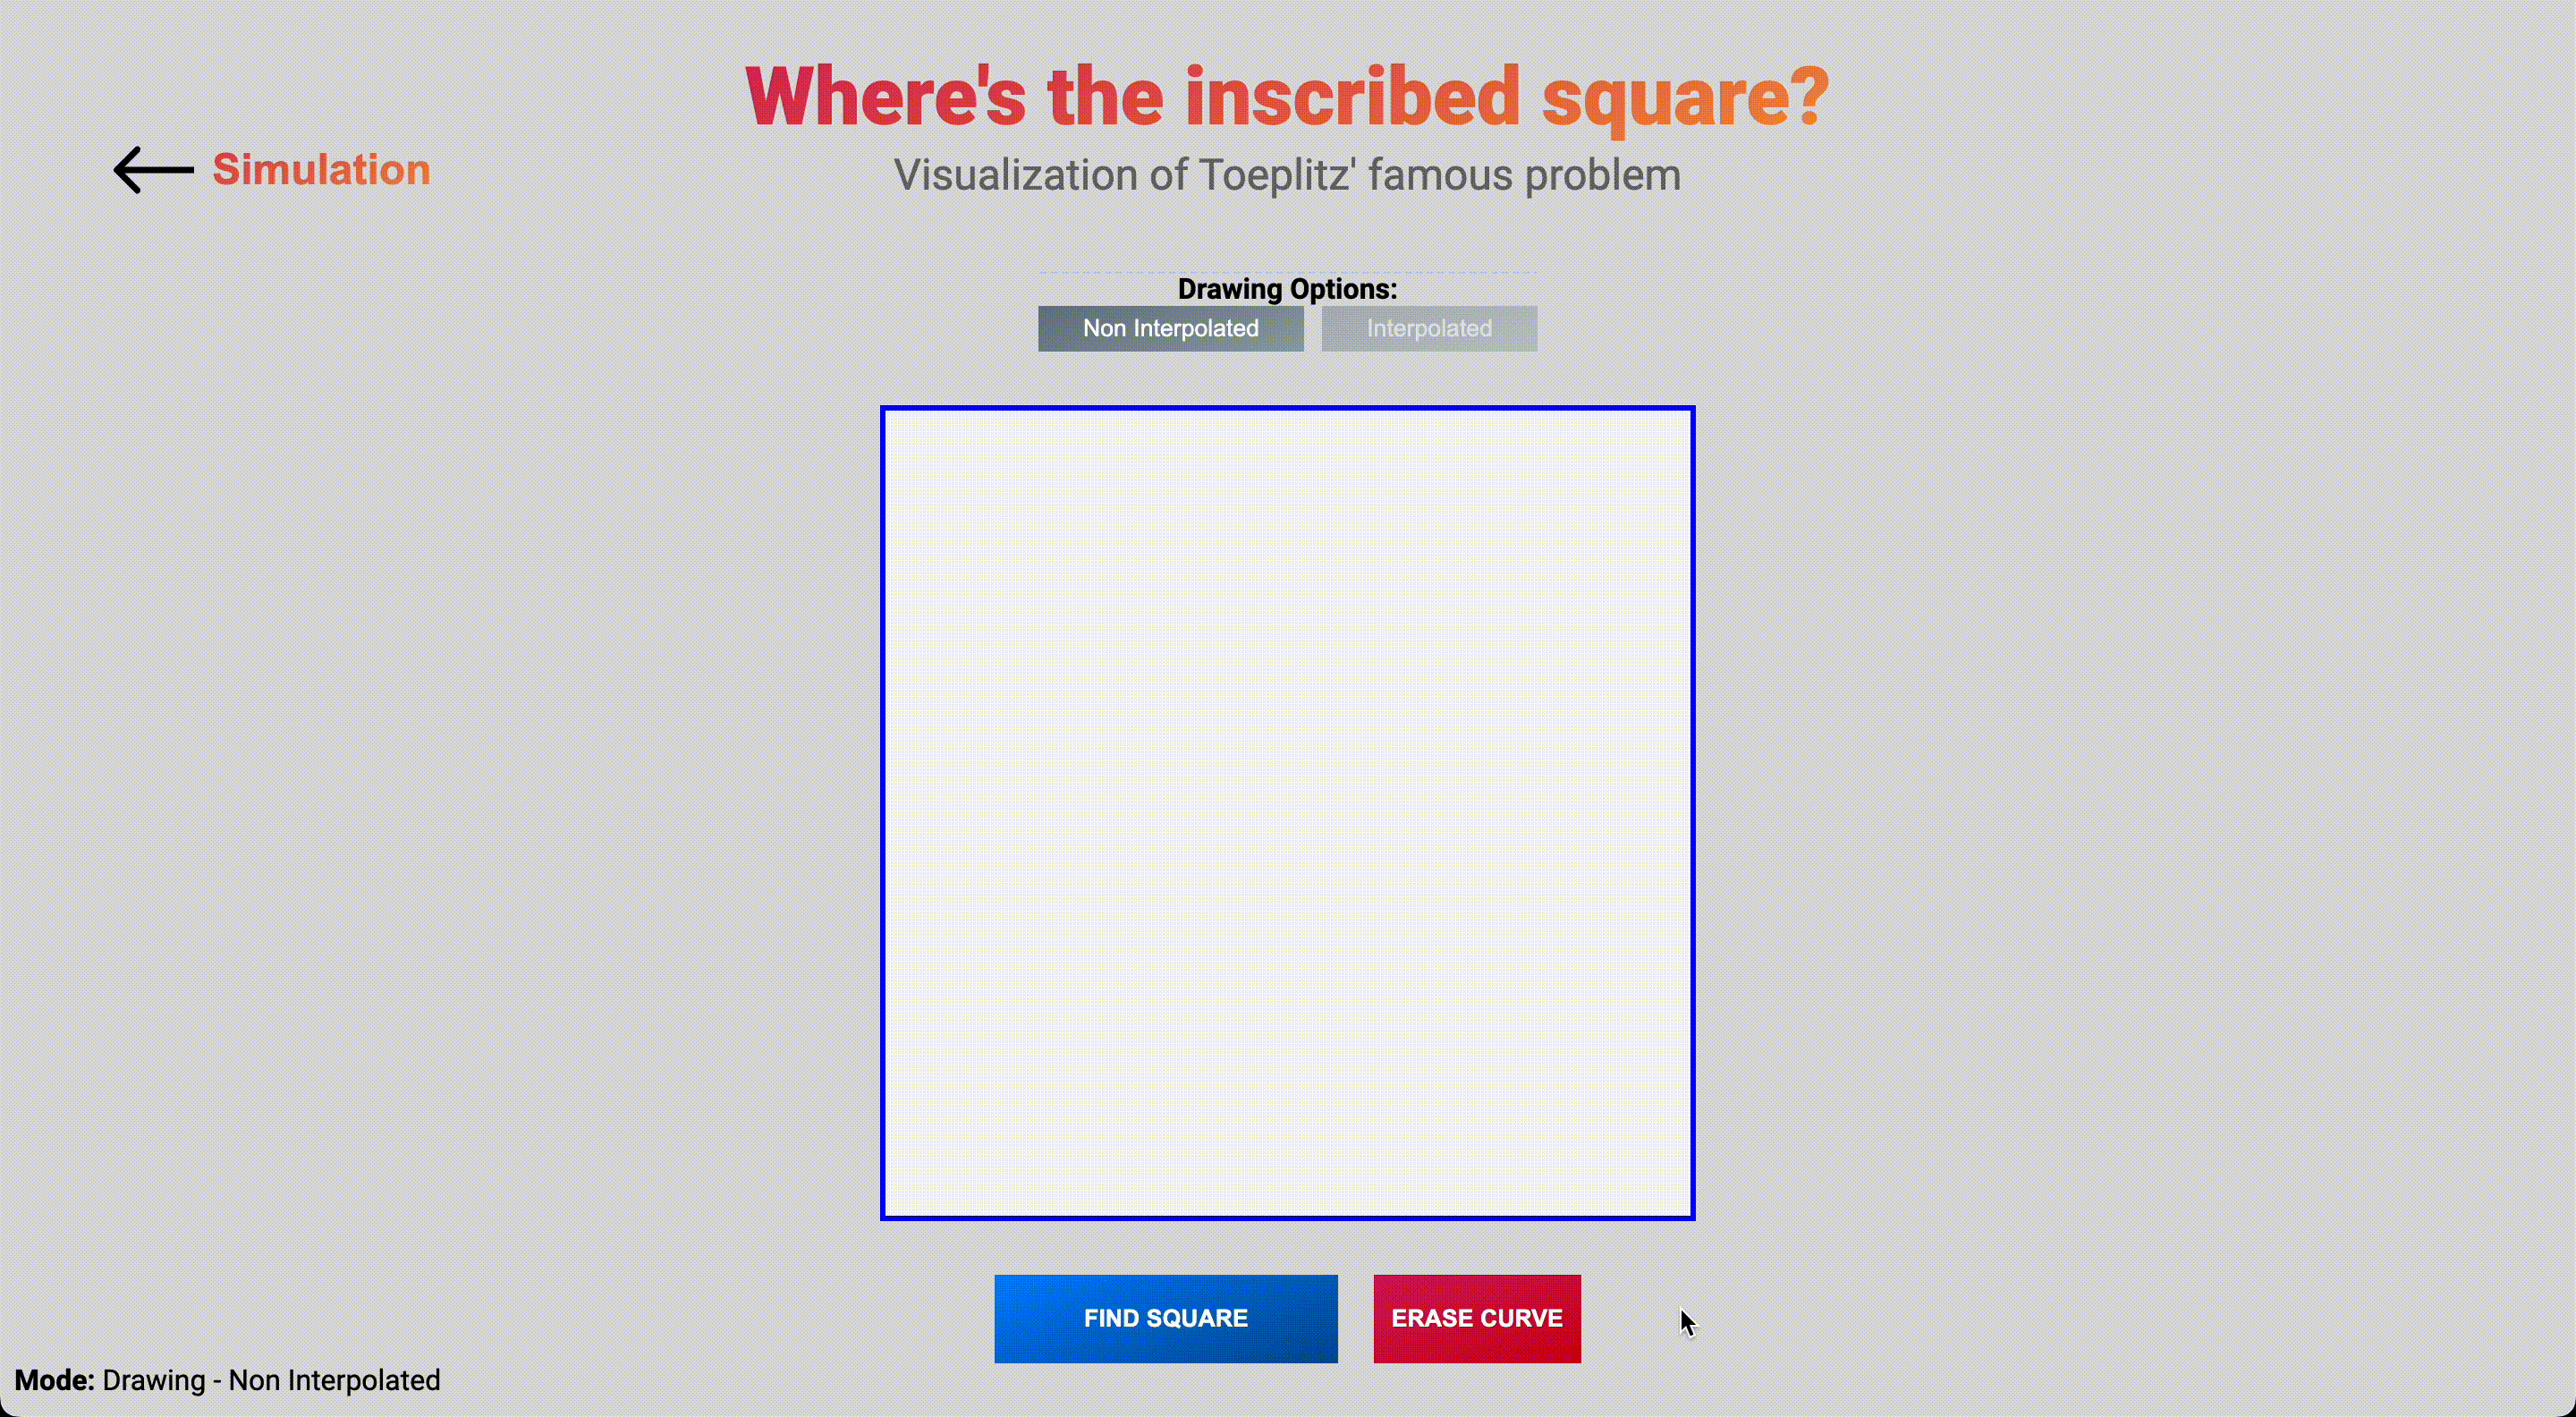 Where's the inscribed square?
Simulation
Visualization of Toeplitz' famous problem
Drawing Options:
Non Interpolated
Interpolated
FIND SQUARE
ERASE CURVE
Mode: Drawing - Non Interpolated